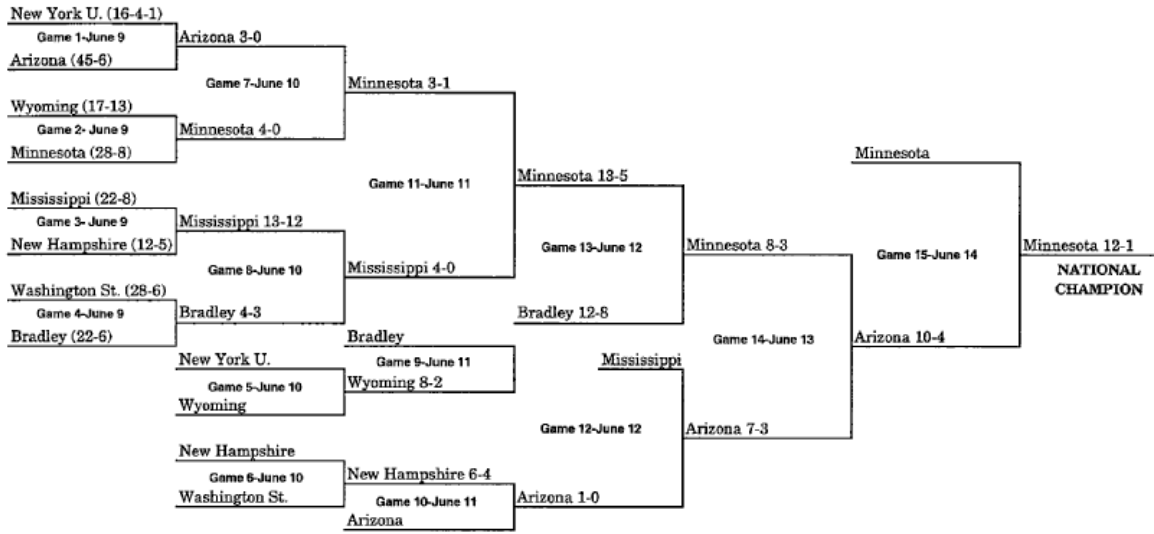 New York U. (16-4-1)
Game 1-June 9
Arizona (45-6)
Arizona 3-0
Game 7-June 10
Wyoming (17-13)
Game 2- June 9
Minnesota (28-8)
Minnesota 4-0
Minnesota 3-1
Game 11-June 11
Mississippi (22-8)
Game 3- June 9
New Hampshire (12-5)
Mississippi 13-12
Game 8-June 10
Washington St. (28-6)
Game 4-June 9
Bradley (22-6)
Bradley 4-3
Mississippi 4-0
Minnesota 13-5
Game 13-June 12
Bradley 12-8
Bradley
Game 9-June 11
New York U.
Game 5-June 10
Wyoming
Wyoming 8-2
Minnesota 8-3
Game 14-June 13
Mississippi
Game 12-June 12
New Hampshire
Game 6-June 10
Washington St.
New Hampshire 6-4
Game 10-June 11
Arizona
Arizona 1-0
Arizona 7-3
Minnesota
Game 15-June 14
Arizona 10-4
Minnesota 12-1
NATIONAL
CHAMPION